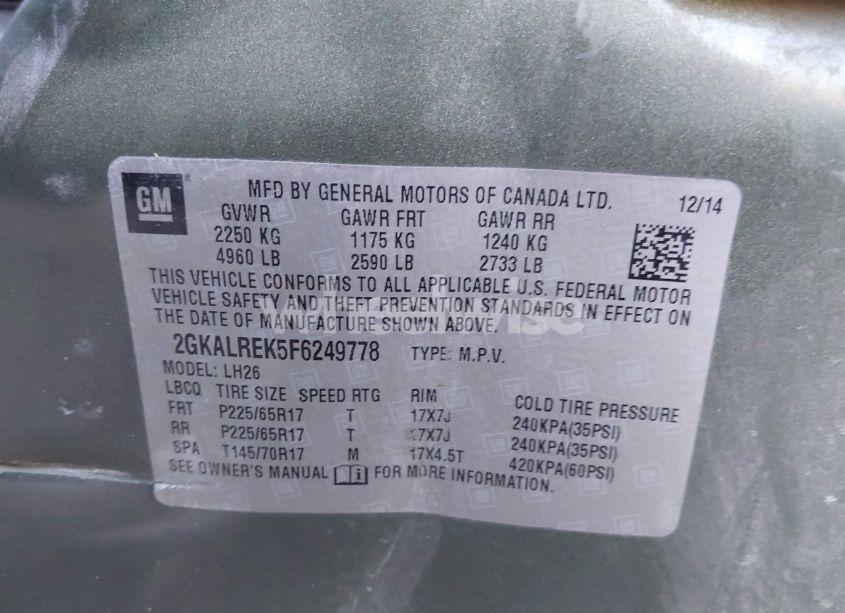 GM
MFD BY GENERAL MOTORS OF CANADA LTD. 12/14
GVWR GAWR FRT GAWR RR
2250 KG 1175 KG 1240 KG
4960 LB 2590 LB 2733 LB
THIS VEHICLE CONFORMS TO ALL APPLICABLE U.S. FEDERAL MOTOR
VEHICLE SAFETY AND THEFT PREVENTION STANDARDS IN EFFECT ON
THE DATE OF MANUFACTURE SHOWN ABOVE.
2GKALREK5F6249778 TYPE: M.P.V.
MODEL: LH26
LBCQ TIRE SIZE SPEED RTG RIM COLD TIRE PRESSURE
FRT P225/65R17 T 17X7J 240KPA(35PSI)
RR P225/65R17 T 17X7J 240KPA(35PSI)
SPA T145/70R17 M 17X4.5T 420KPA(60PSI)
SEE OWNER'S MANUAL FOR MORE INFORMATION.